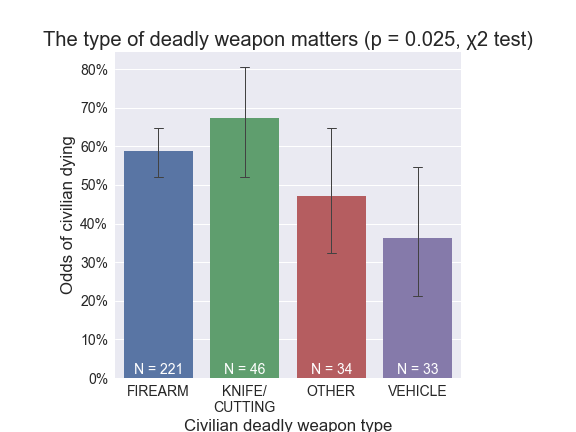 The type of deadly weapon matters (p = 0.025, χ2 test)
Odds of civilian dying
80%
70%
60%
50%
40%
30%
20%
10%
0%
N = 221 N = 46 N = 34 N = 33
FIREARM KNIFE/ OTHER VEHICLE
CUTTING
Civilian deadly weapon type